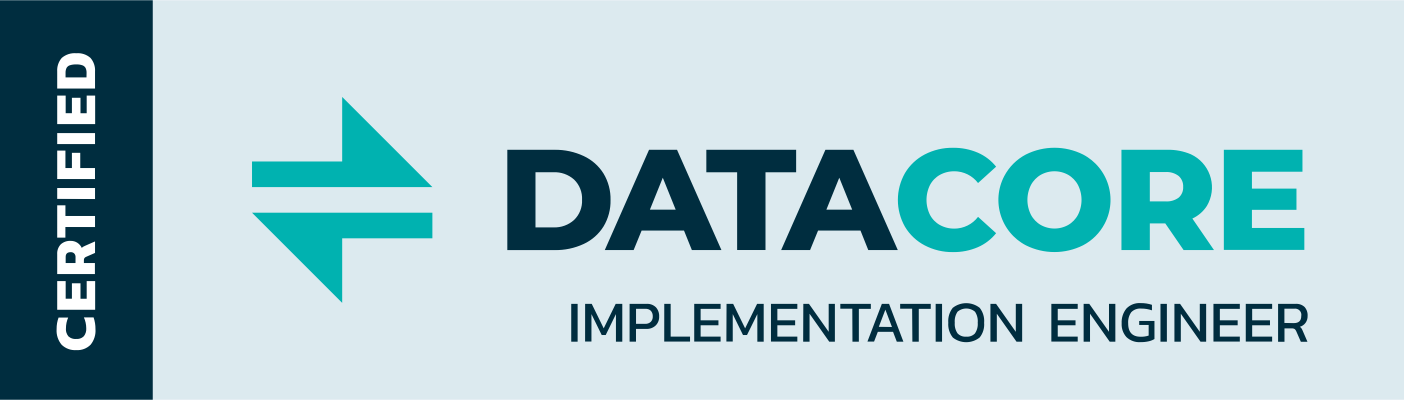 CERTIFIED
DATACORE
IMPLEMENTATION ENGINEER